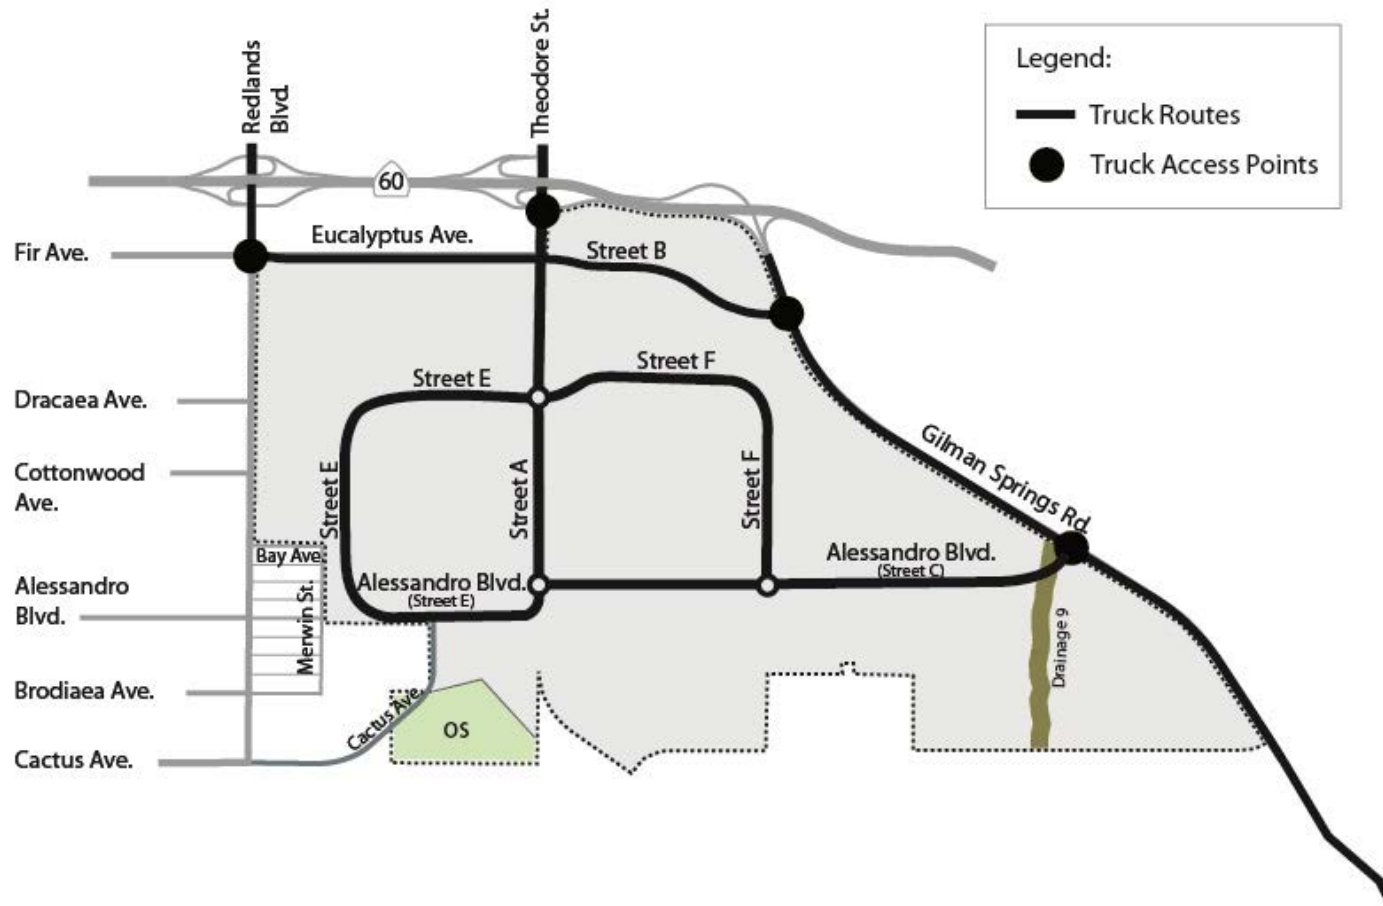 Redlands
Blvd.
Theodore St.
Legend:
Truck Routes
Truck Access Points
60
Eucalyptus Ave.
Fir Ave.
Street B
Street F
Street E
Dracaea Ave.
Gilman Springs Rd.
Cottonwood
Ave.
Street E
Street A
Street F
Bay Ave
Alessandro Blvd.
(Street C)
Alessandro
Blvd.
Alessandro Blvd.
(Street E)
Merwin St.
Drainage 9
Brodiaea Ave.
Cactus Ave.
OS
Cactus Ave.